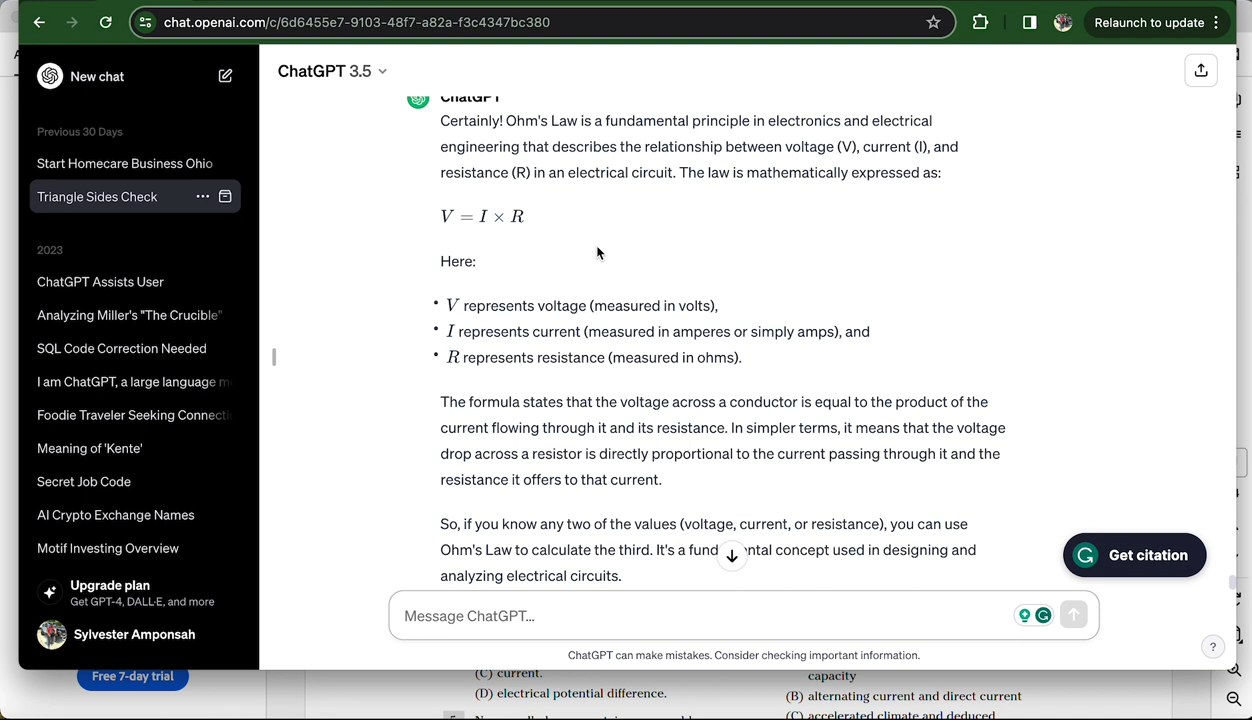 chat.openai.com/c/6d6455e7-9103-48f7-a82a-f3c4347bc380
Relaunch to update
New chat
Previous 30 Days
Start Homecare Business Ohio
Triangle Sides Check
2023
ChatGPT Assists User
Analyzing Miller's "The Crucible"
SQL Code Correction Needed
I am ChatGPT, a large language m
Foodie Traveler Seeking Connecti
Meaning of 'Kente'
Secret Job Code
AI Crypto Exchange Names
Motif Investing Overview
Upgrade plan
Get GPT-4, DALL·E, and more
Sylvester Amponsah
Free 7-day trial
ChatGPT 3.5
ChatGPT
Certainly! Ohm's Law is a fundamental principle in electronics and electrical
engineering that describes the relationship between voltage (V), current (I), and
resistance (R) in an electrical circuit. The law is mathematically expressed as:
V = I × R
Here:
• V represents voltage (measured in volts),
• I represents current (measured in amperes or simply amps), and
• R represents resistance (measured in ohms).
The formula states that the voltage across a conductor is equal to the product of the
current flowing through it and its resistance. In simpler terms, it means that the voltage
drop across a resistor is directly proportional to the current passing through it and the
resistance it offers to that current.
So, if you know any two of the values (voltage, current, or resistance), you can use
Ohm's Law to calculate the third. It's a fund ental concept used in designing and
analyzing electrical circuits.
Get citation
Message ChatGPT...
ChatGPT can make mistakes. Consider checking important information.
?
(C) current.
(D) electrical potential difference.
capacity
(B) alternating current and direct current
(C) accelerated climate and deduced